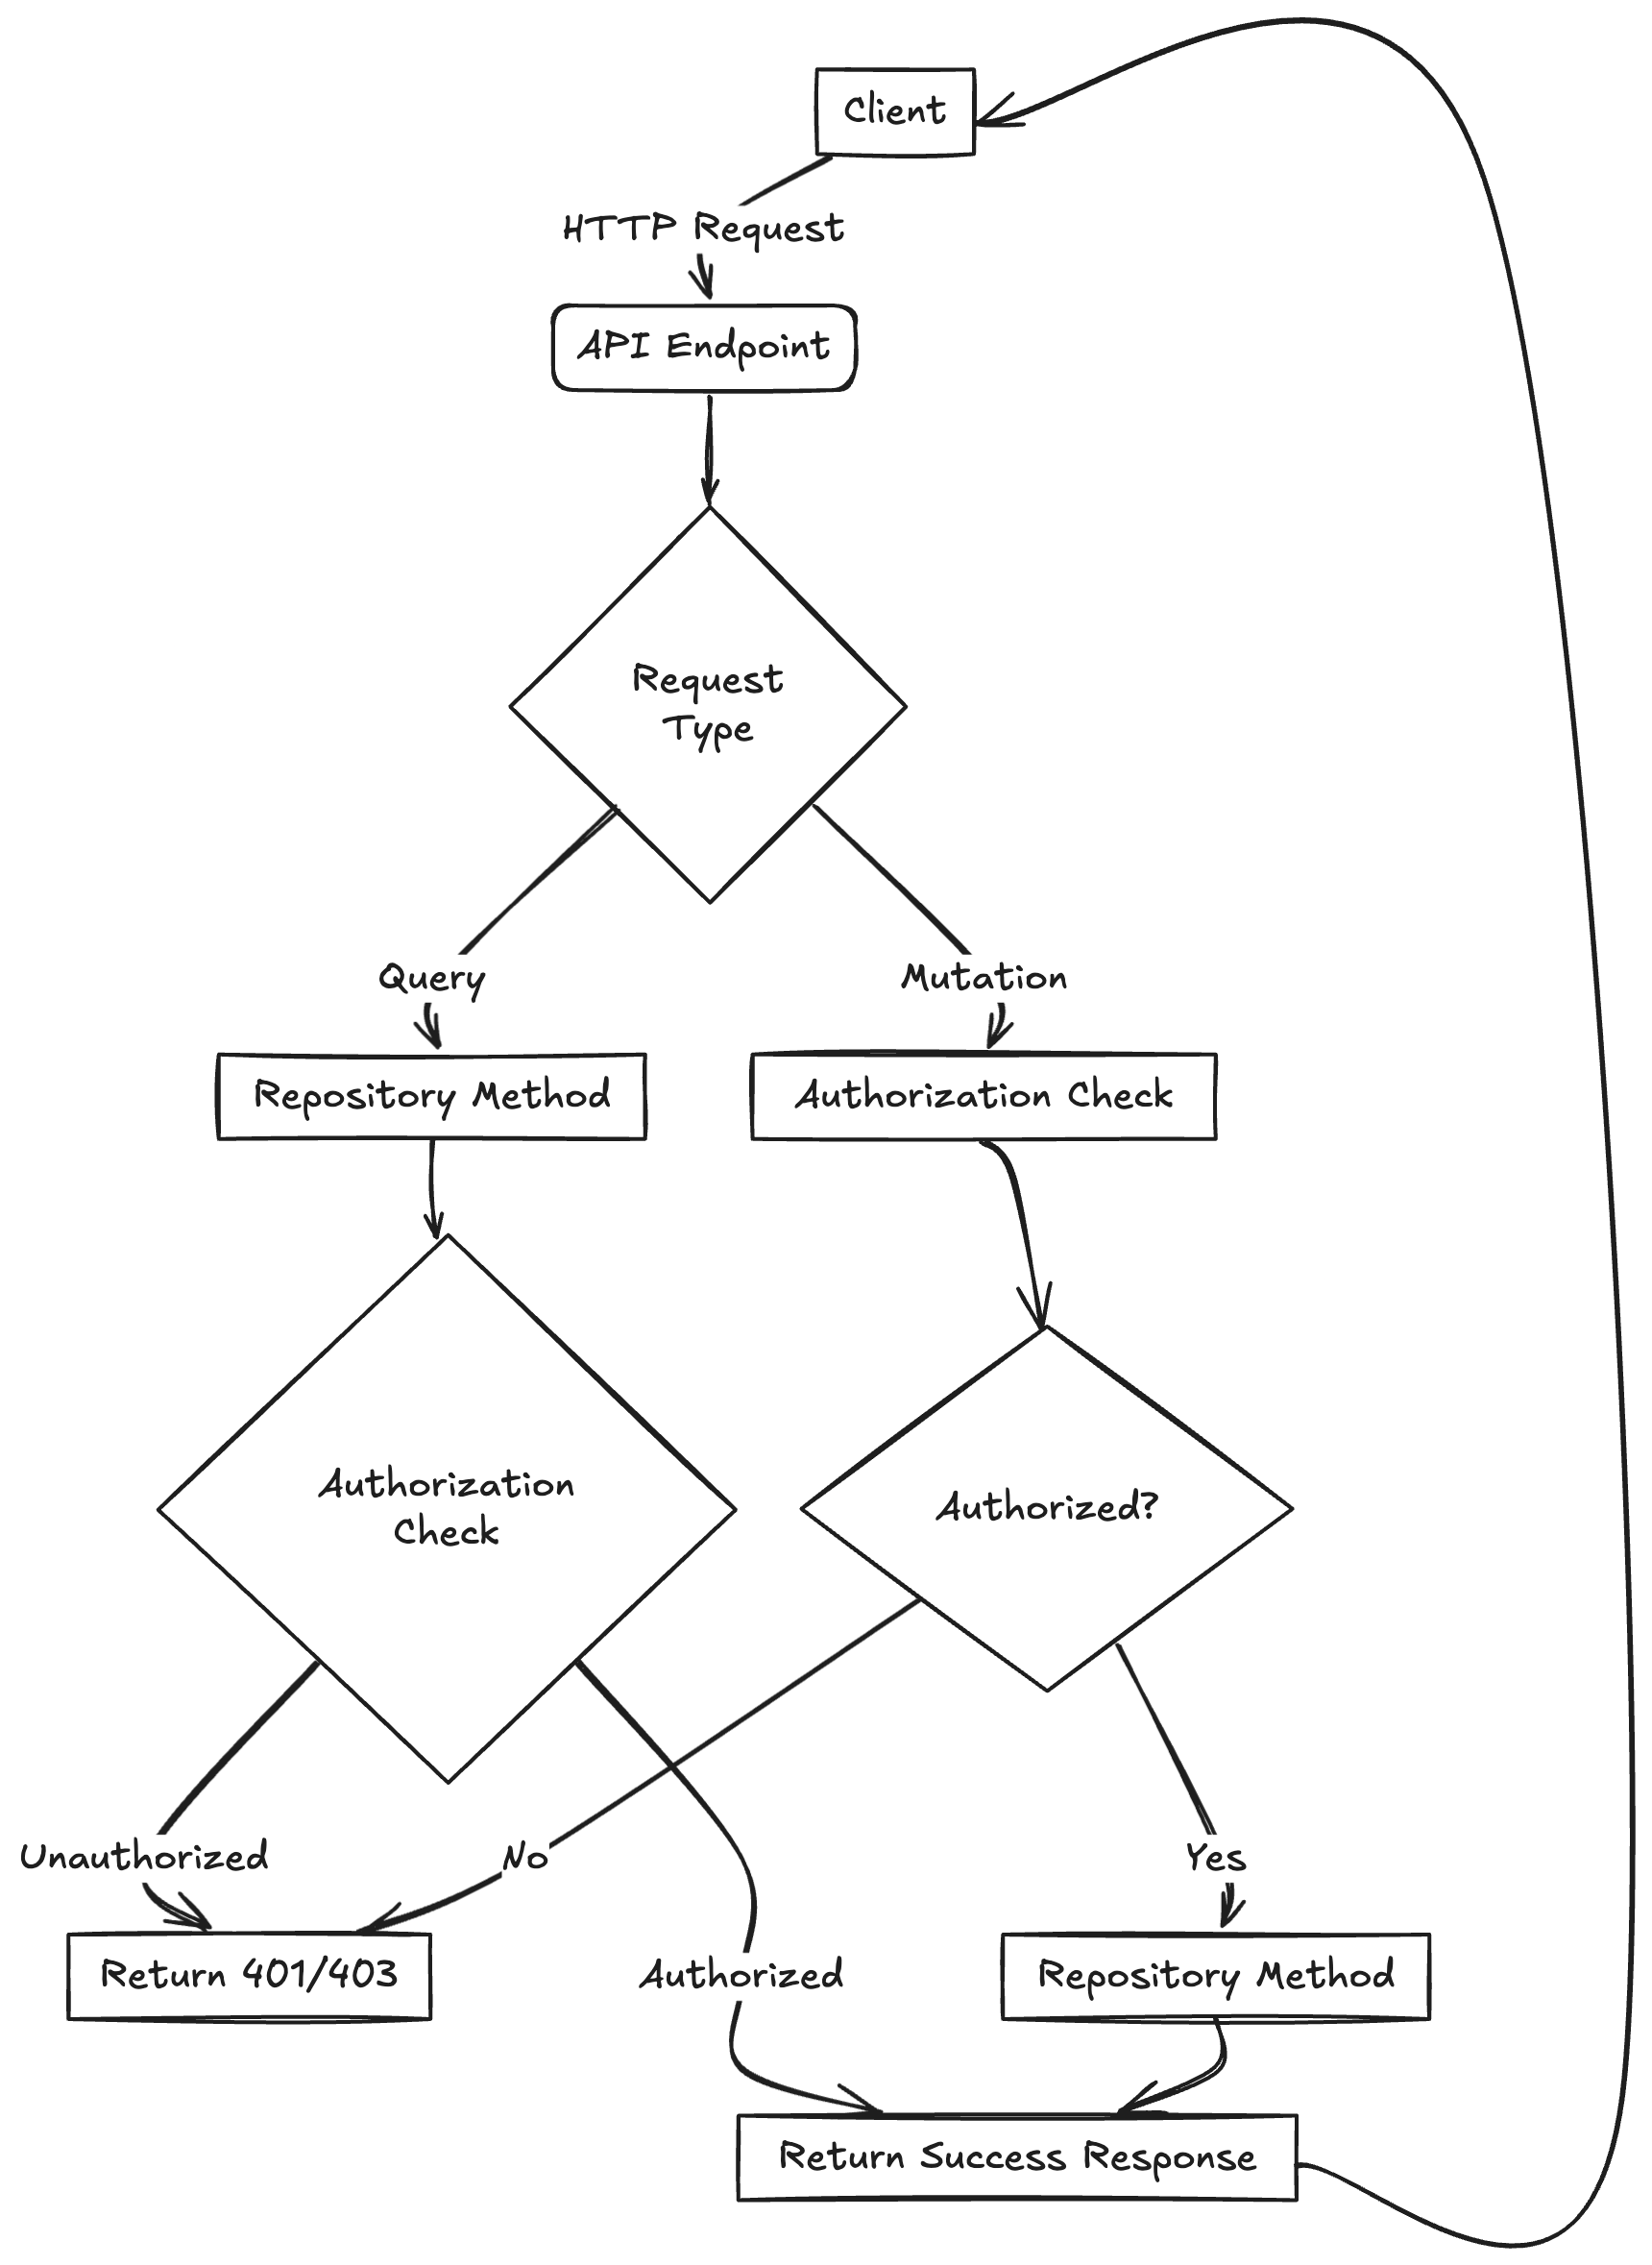 Client
HTTP Request
API Endpoint
Request
Type
Query
Mutation
Repository Method
Authorization Check
Authorization
Check
Authorized?
Unauthorized
No
Yes
Return 401/403
Authorized
Repository Method
Return Success Response